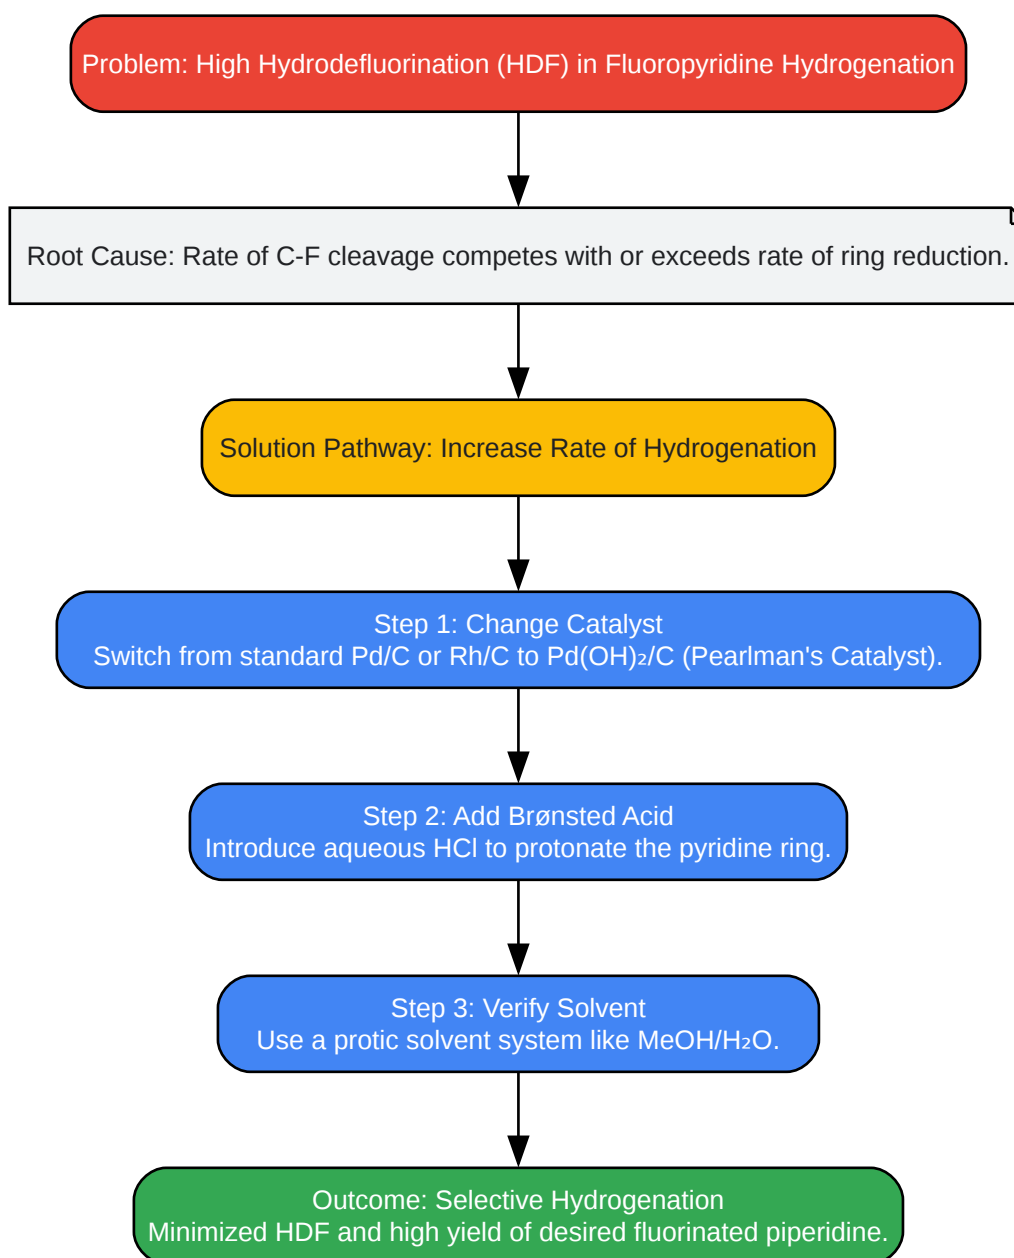 Problem: High Hydrodefluorination (HDF) in Fluoropyridine Hydrogenation
Root Cause: Rate of C-F cleavage competes with or exceeds rate of ring reduction.
Solution Pathway: Increase Rate of Hydrogenation
Step 1: Change Catalyst
Switch from standard Pd/C or Rh/C to Pd(OH)₂/C (Pearlman's Catalyst).
Step 2: Add Brønsted Acid
Introduce aqueous HCl to protonate the pyridine ring.
Step 3: Verify Solvent
Use a protic solvent system like MeOH/H₂O.
Outcome: Selective Hydrogenation
Minimized HDF and high yield of desired fluorinated piperidine.